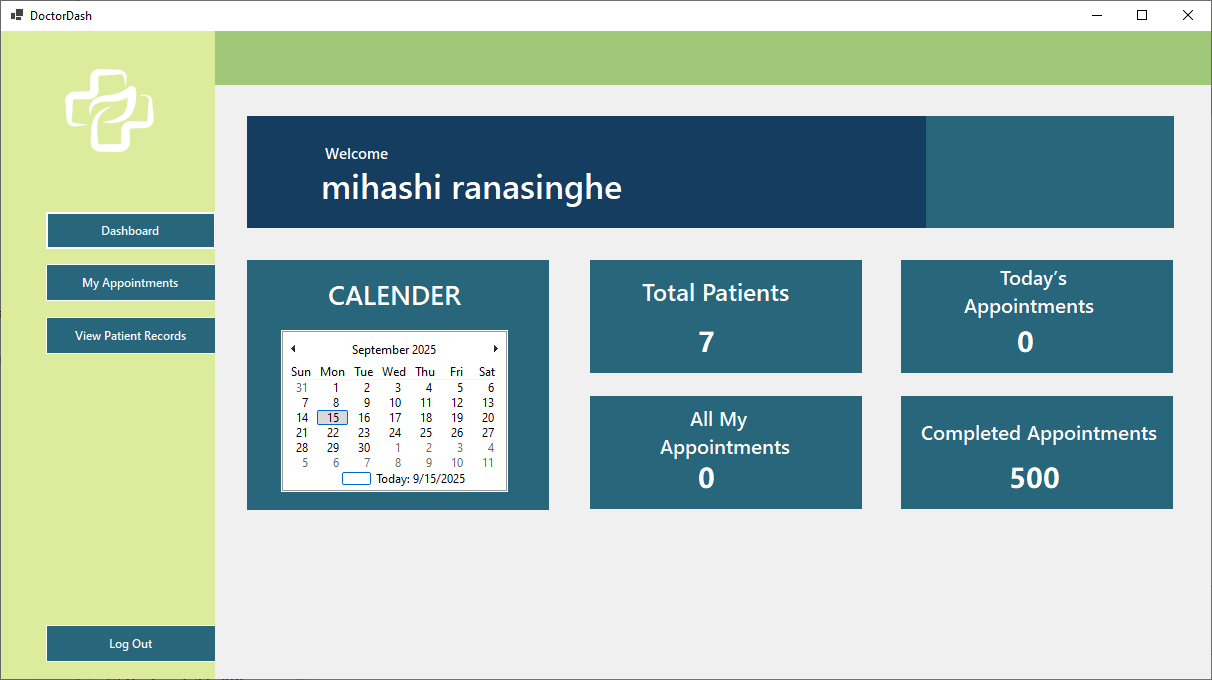 DoctorDash
Welcome
mihashi ranasinghe
Dashboard
My Appointments
View Patient Records
Log Out
CALENDER
September 2025
Sun Mon Tue Wed Thu Fri Sat
31 1 2 3 4 5 6
7 8 9 10 11 12 13
14 15 16 17 18 19 20
21 22 23 24 25 26 27
28 29 30 1 2 3 4
5 6 7 8 9 10 11
Today: 9/15/2025
Total Patients
7
Today’s
Appointments
0
All My
Appointments
0
Completed Appointments
500